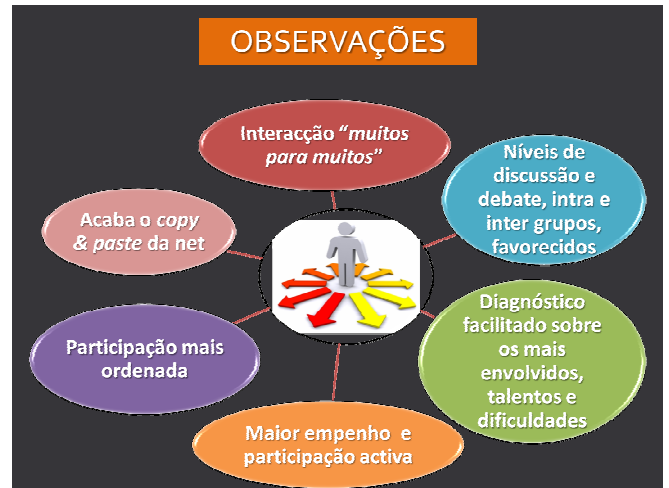 OBSERVAÇÕES
Interacção “muitos
para muitos”
Níveis de
discussão e
debate, intra e
inter grupos,
favorecidos
Diagnóstico
facilitado sobre
os mais
envolvidos,
talentos e
dificuldades
Maior empenho e
participação activa
Participação mais
ordenada
Acaba o copy
& paste da net